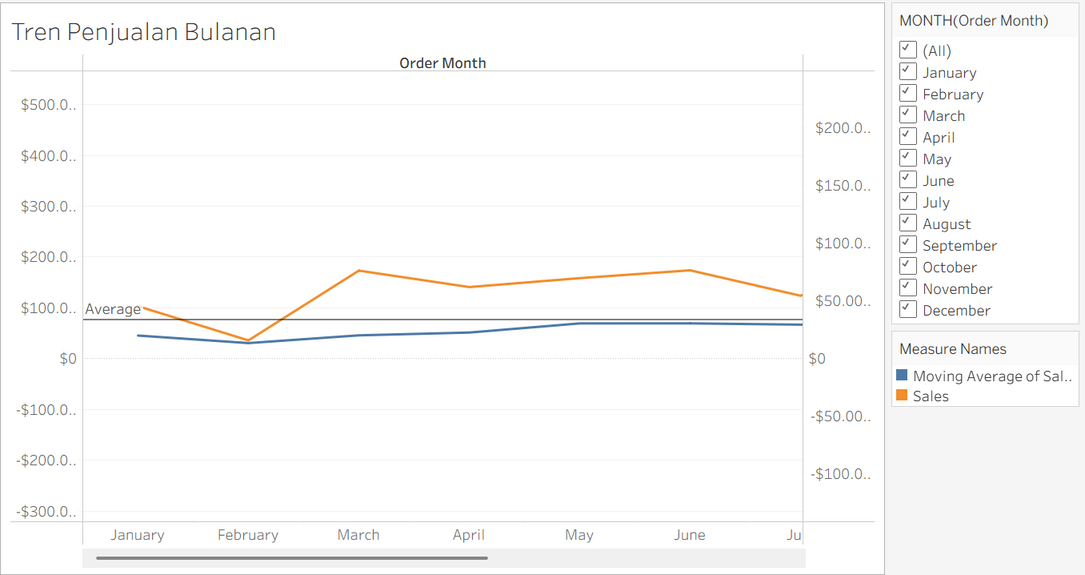 Tren Penjualan Bulanan
Order Month
$500.0..
$400.0..
$300.0..
$200.0..
$100.0..
$0
-$100.0..
-$200.0..
-$300.0..
Average
$200.0..
$150.0..
$100.0..
$50.00..
$0
-$50.00..
-$100.0..
January February March April May June Ju
MONTH(Order Month)
(All)
January
February
March
April
May
June
July
August
September
October
November
December
Measure Names
Moving Average of Sal..
Sales